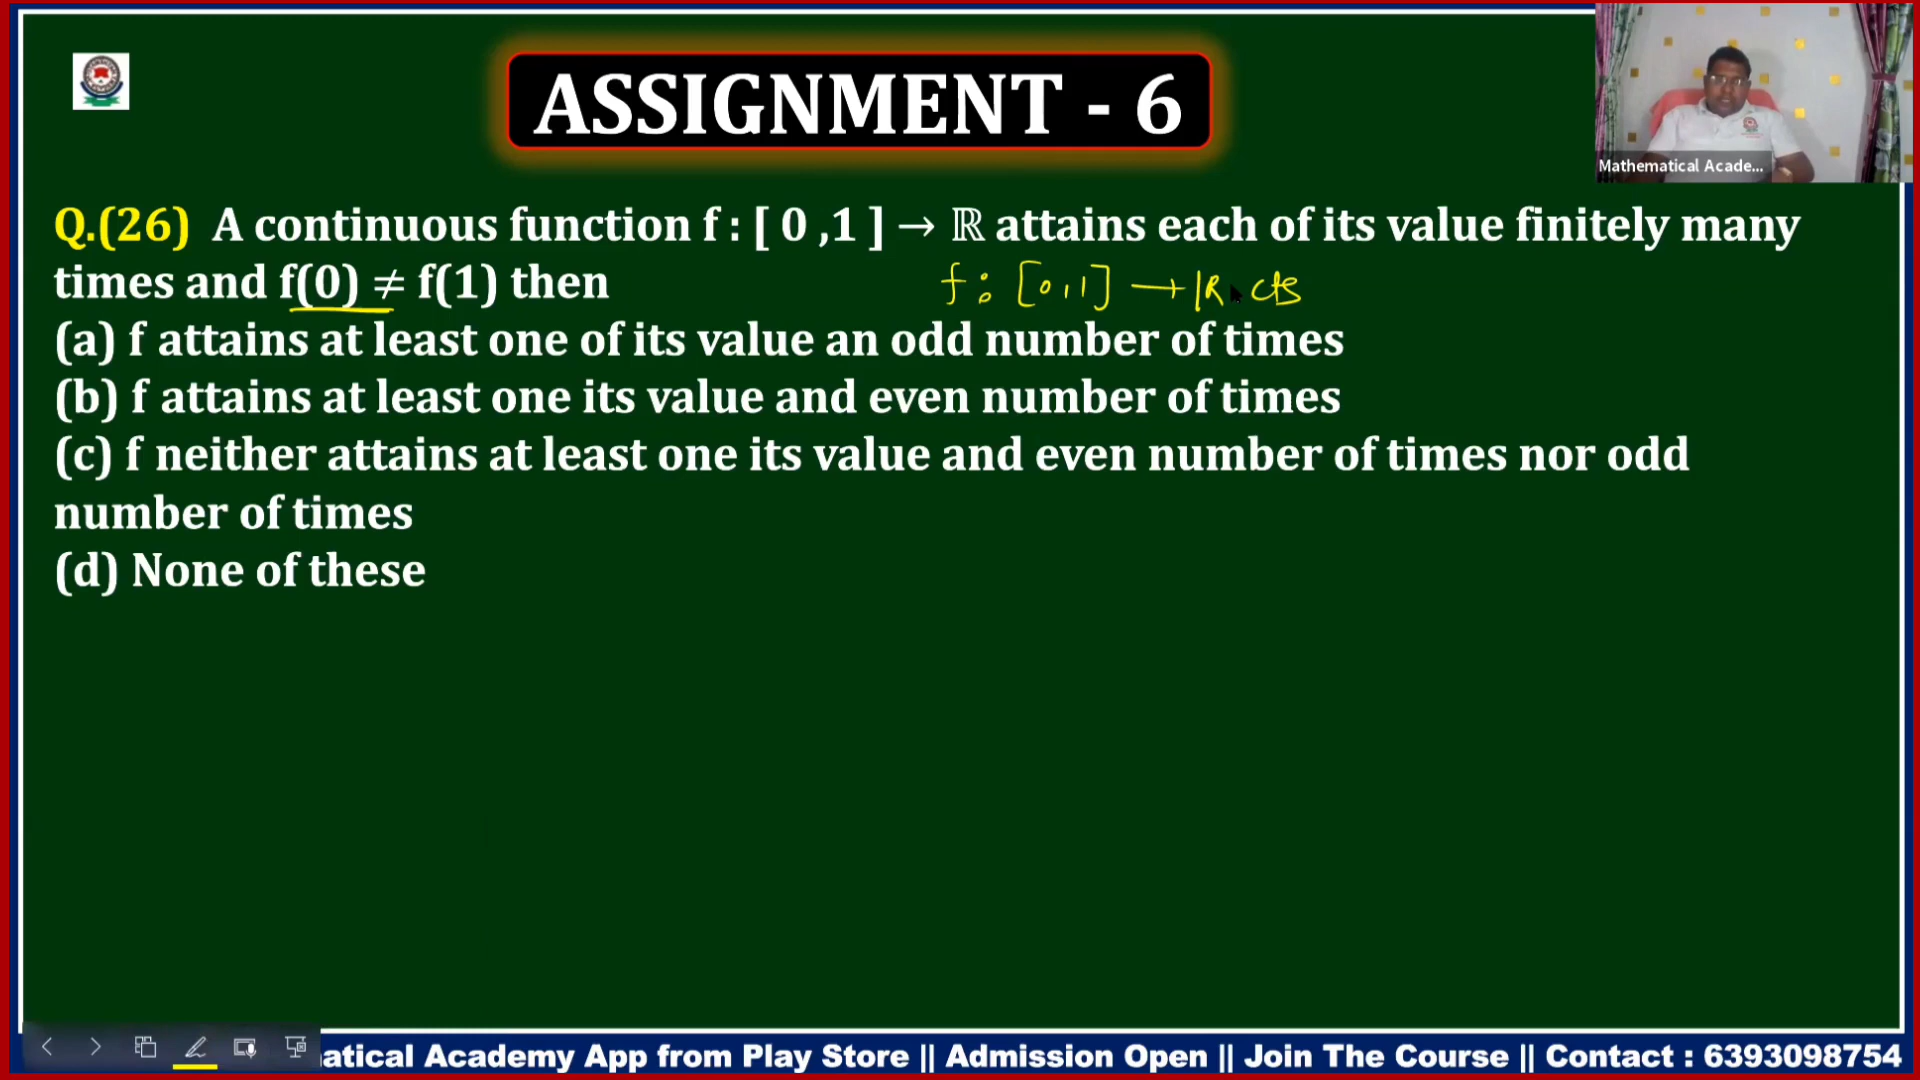 ASSIGNMENT - 6
Mathematical Acade...
Q.(26) A continuous function f : [ 0 ,1 ] → ℝ attains each of its value finitely many
times and f(0) ≠ f(1) then
f : [0,1] → IR cts
(a) f attains at least one of its value an odd number of times
(b) f attains at least one its value and even number of times
(c) f neither attains at least one its value and even number of times nor odd
number of times
(d) None of these
atical Academy App from Play Store || Admission Open || Join The Course || Contact : 6393098754